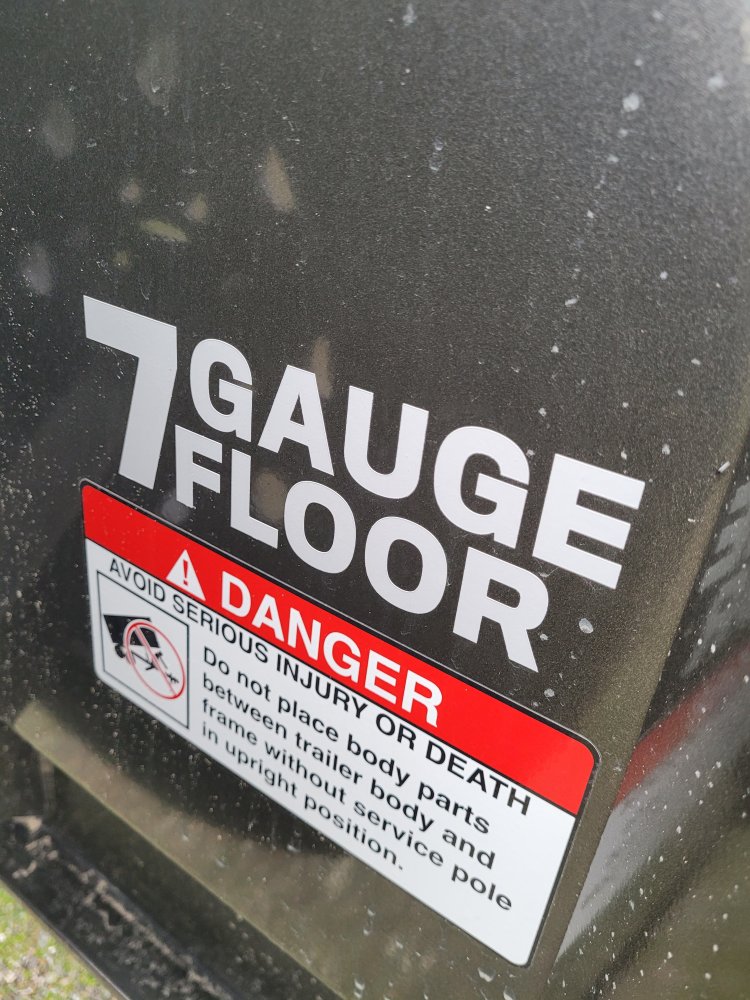 7 GAUGE
FLOOR
DANGER
AVOID SERIOUS INJURY OR DEATH
Do not place body parts
between trailer body and
frame without service pole
in upright position.